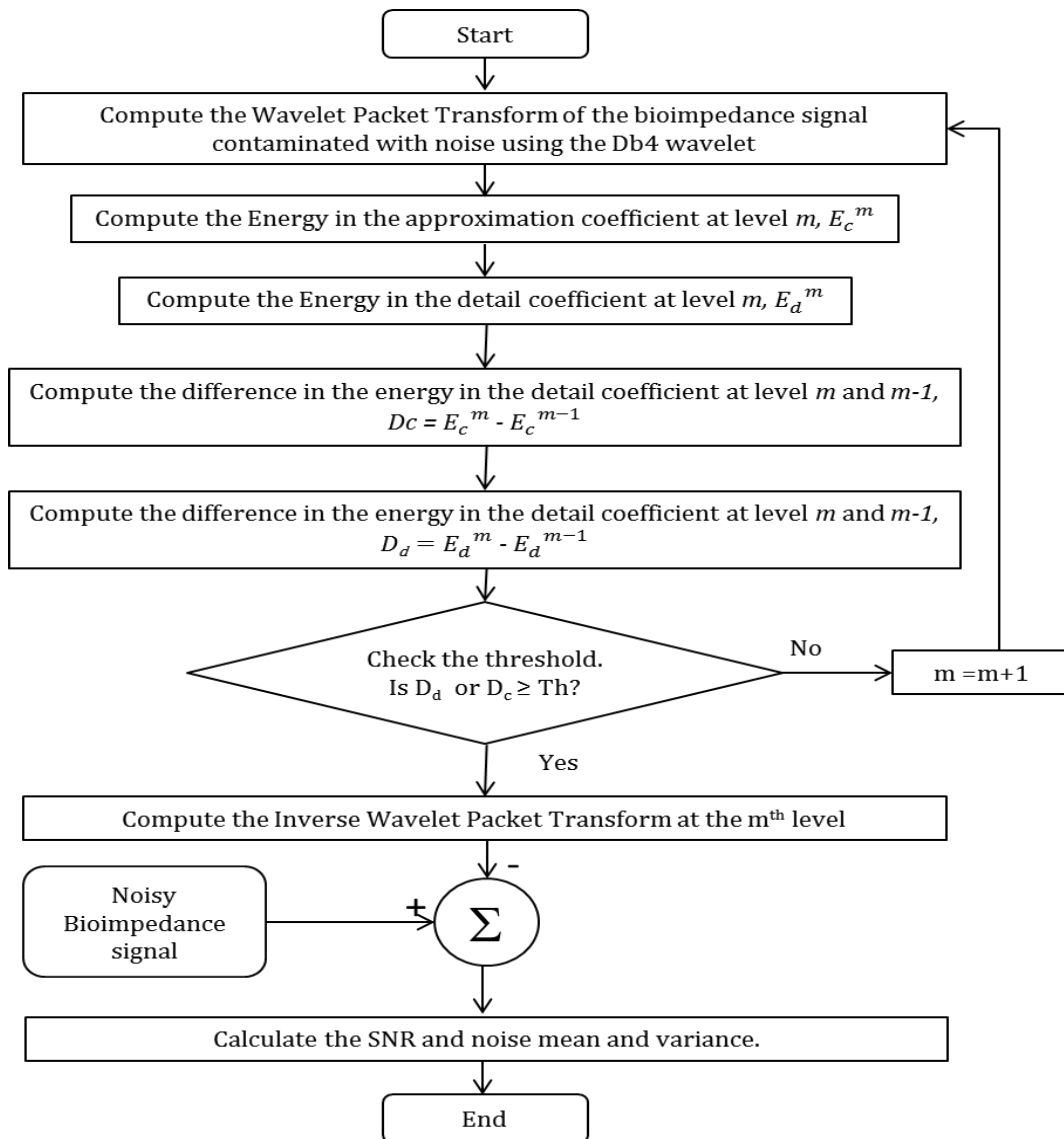 Start
Compute the Wavelet Packet Transform of the bioimpedance signal
contaminated with noise using the Db4 wavelet
Compute the Energy in the approximation coefficient at level m, E_c^m
Compute the Energy in the detail coefficient at level m, E_d^m
Compute the difference in the energy in the detail coefficient at level m and m-1,
Dc = E_c^m - E_c^{m-1}
Compute the difference in the energy in the detail coefficient at level m and m-1,
D_d = E_d^m - E_d^{m-1}
Check the threshold.
Is D_d or D_c ≥ Th?
No
m =m+1
Yes
Compute the Inverse Wavelet Packet Transform at the m^th level
-
Noisy
Bioimpedance
signal
+
Σ
Calculate the SNR and noise mean and variance.
End